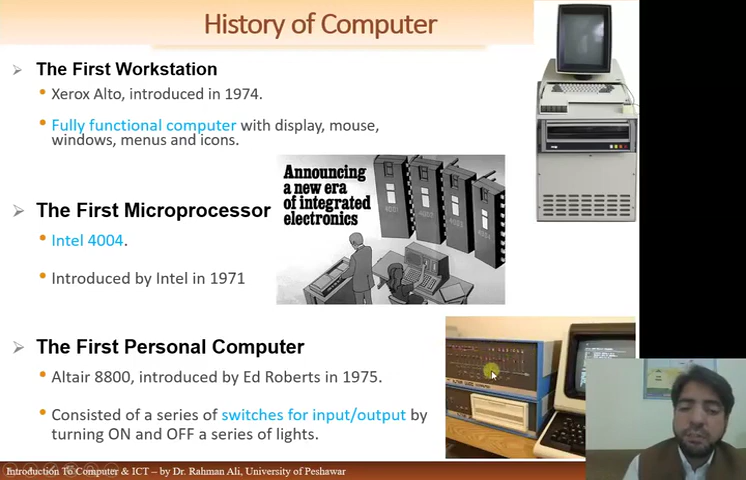 History of Computer
The First Workstation
Xerox Alto, introduced in 1974.
Fully functional computer with display, mouse,
windows, menus and icons.
Announcing
a new era
of integrated
electronics
The First Microprocessor
Intel 4004.
Introduced by Intel in 1971
The First Personal Computer
Altair 8800, introduced by Ed Roberts in 1975.
Consisted of a series of switches for input/output by
turning ON and OFF a series of lights.
Introduction To Computer & ICT – by Dr. Rahman Ali, University of Peshawar